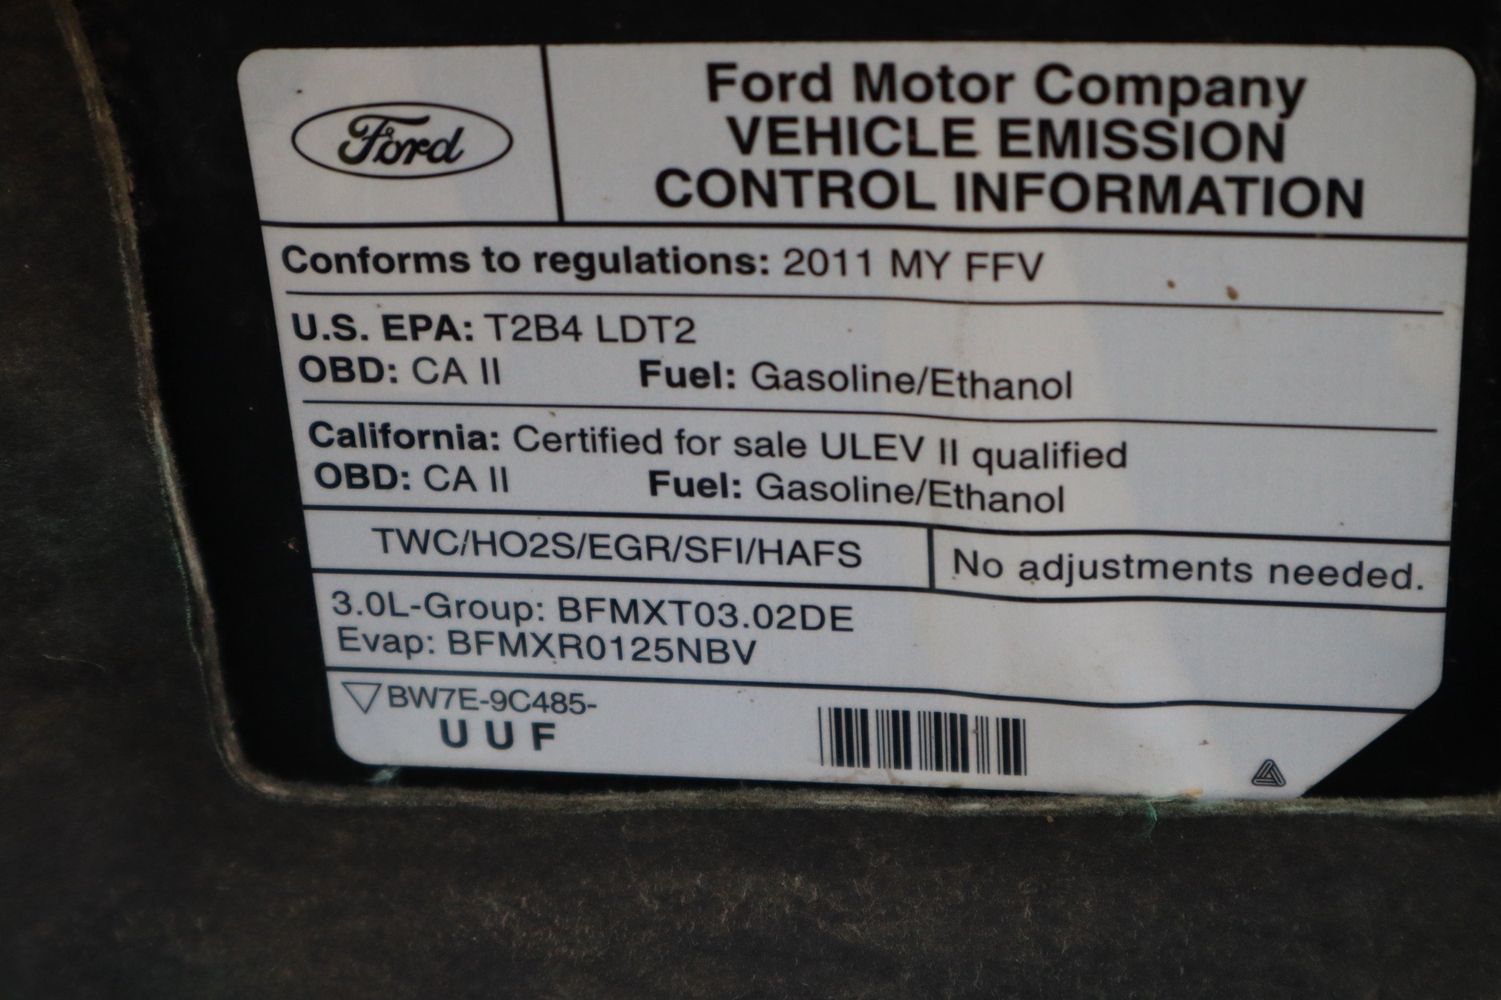 Ford
Ford Motor Company
VEHICLE EMISSION
CONTROL INFORMATION
Conforms to regulations: 2011 MY FFV
U.S. EPA: T2B4 LDT2
OBD: CA II Fuel: Gasoline/Ethanol
California: Certified for sale ULEV II qualified
OBD: CA II Fuel: Gasoline/Ethanol
TWC/HO2S/EGR/SFI/HAFS
No adjustments needed.
3.0L-Group: BFMXT03.02DE
Evap: BFMXR0125NBV
BW7E-9C485-
UUF